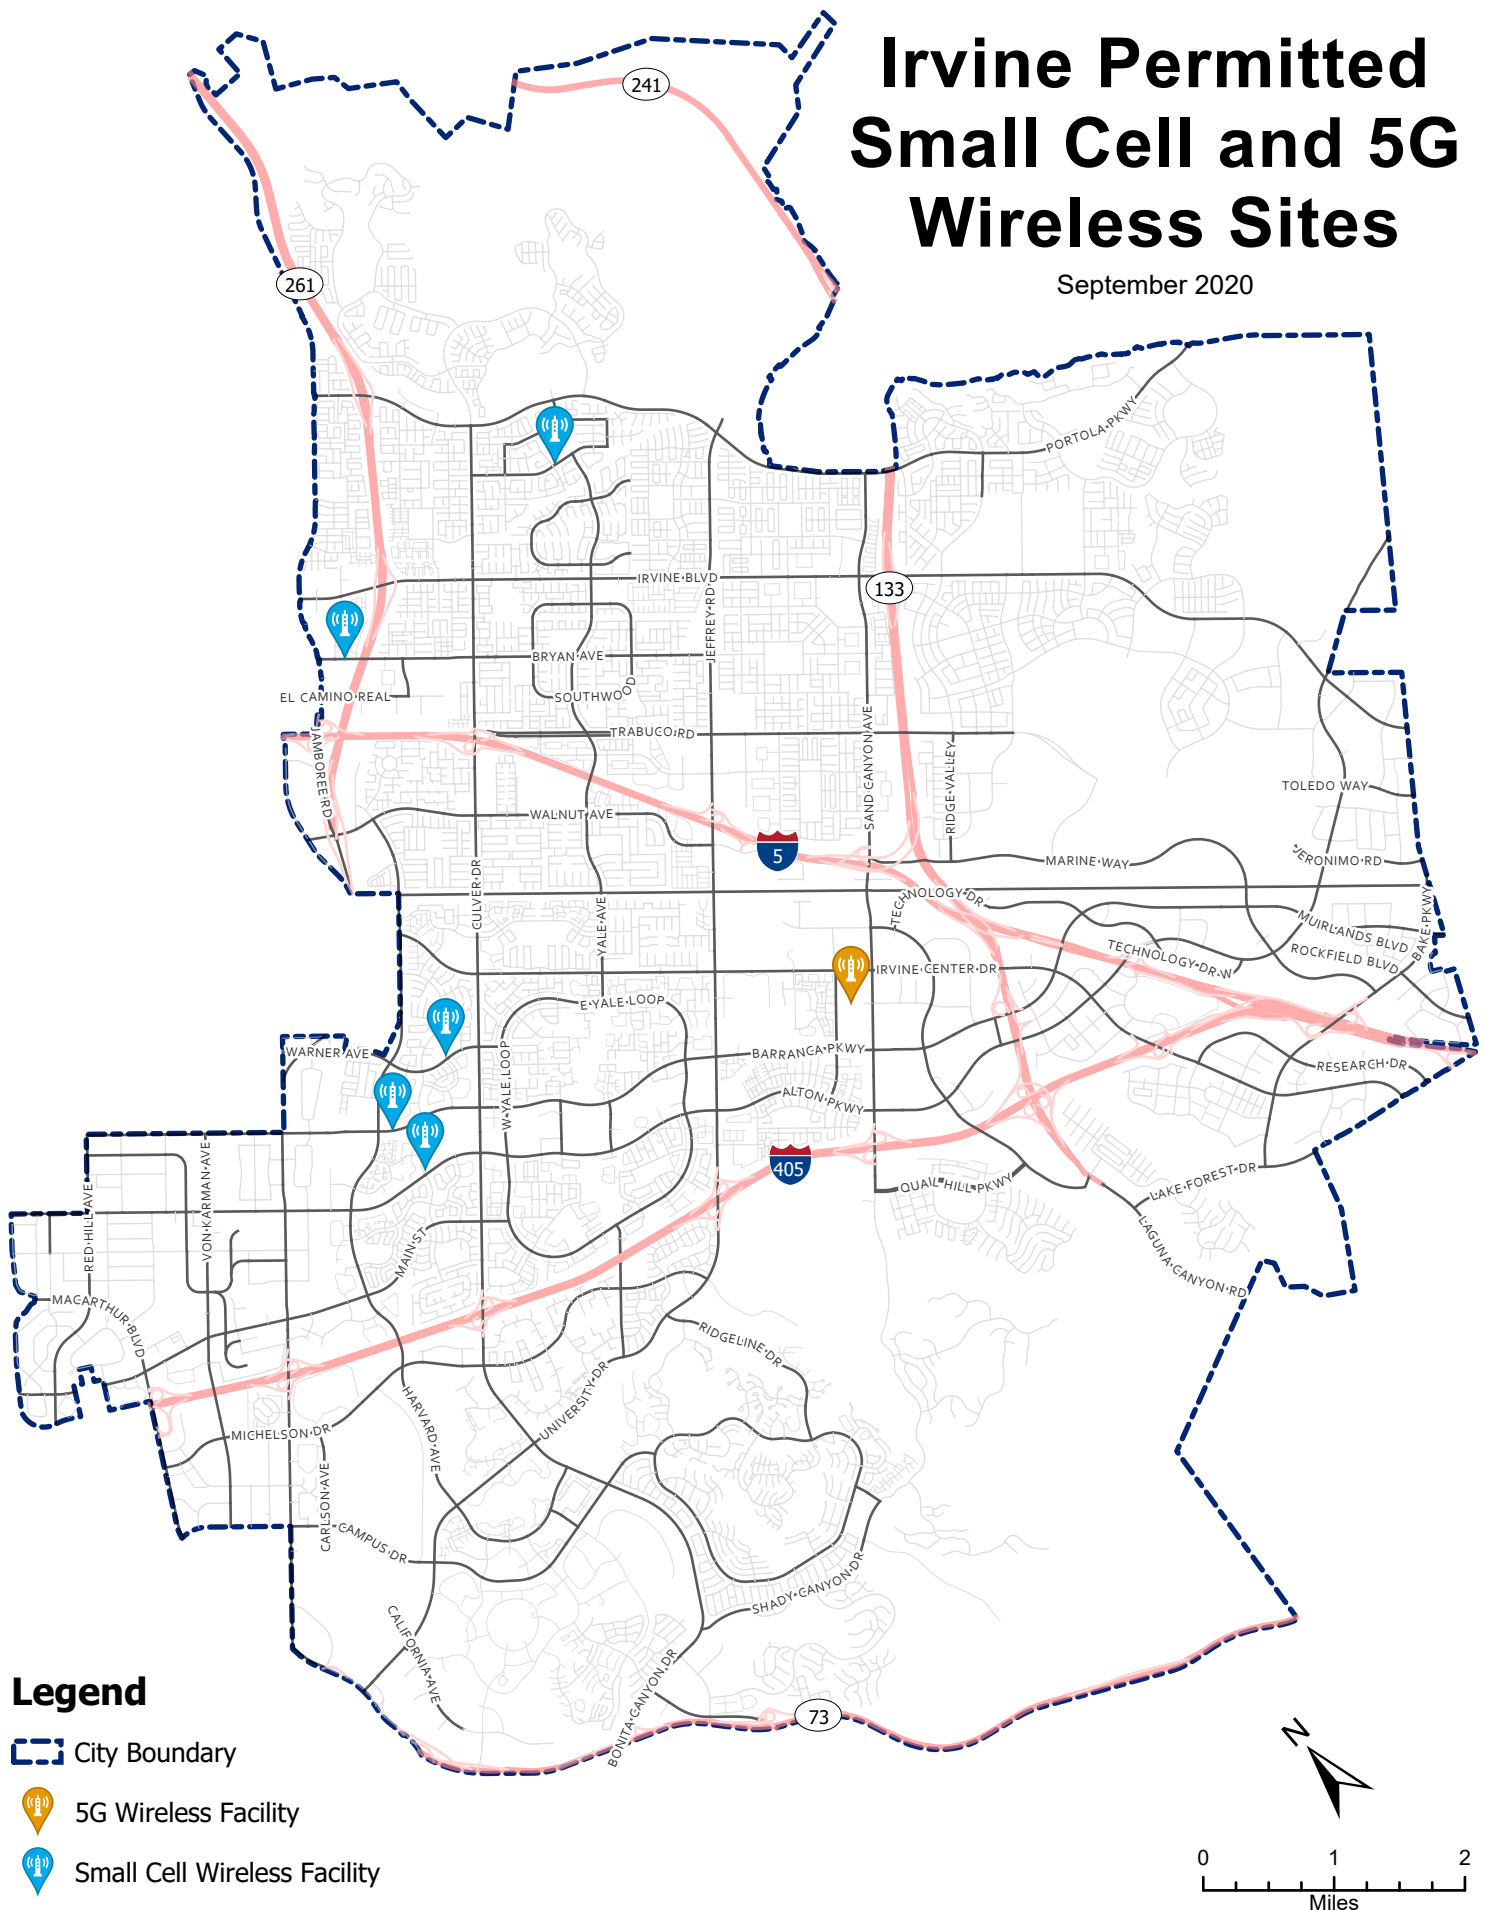 Irvine Permitted
Small Cell and 5G
Wireless Sites
September 2020
241
261
PORTOLA PKWY
IRVINE BLVD
133
JEFFREY RD
BRYAN AVE
EL CAMINO REAL
SOUTHWOOD
JAMBOREE RD
TRABUCO RD
SAND CANYON AVE
RIDGE VALLEY
TOLEDO WAY
WALNUT AVE
5
MARINE WAY
JERONIMO RD
CULVER DR
TECHNOLOGY DR
YALE AVE
BAKE PKWY
MUIRLANDS BLVD
TECHNOLOGY DR W
ROCKFIELD BLVD
IRVINE CENTER DR
E YALE LOOP
WARNER AVE
BARRANCA PKWY
W YALE LOOP
RESEARCH DR
ALTON PKWY
405
VON KARMAN AVE
RED HILL AVE
QUAIL HILL PKWY
LAKE FOREST DR
MAIN ST
LAGUNA CANYON RD
MACARTHUR BLVD
RIDGELINE DR
UNIVERSITY DR
HARVARD AVE
MICHELSON DR
CARLSON AVE
CAMPUS DR
SHADY CANYON DR
CALIFORNIA AVE
BONITA CANYON DR
73
Legend
City Boundary
5G Wireless Facility
Small Cell Wireless Facility
N
0 1 2
Miles